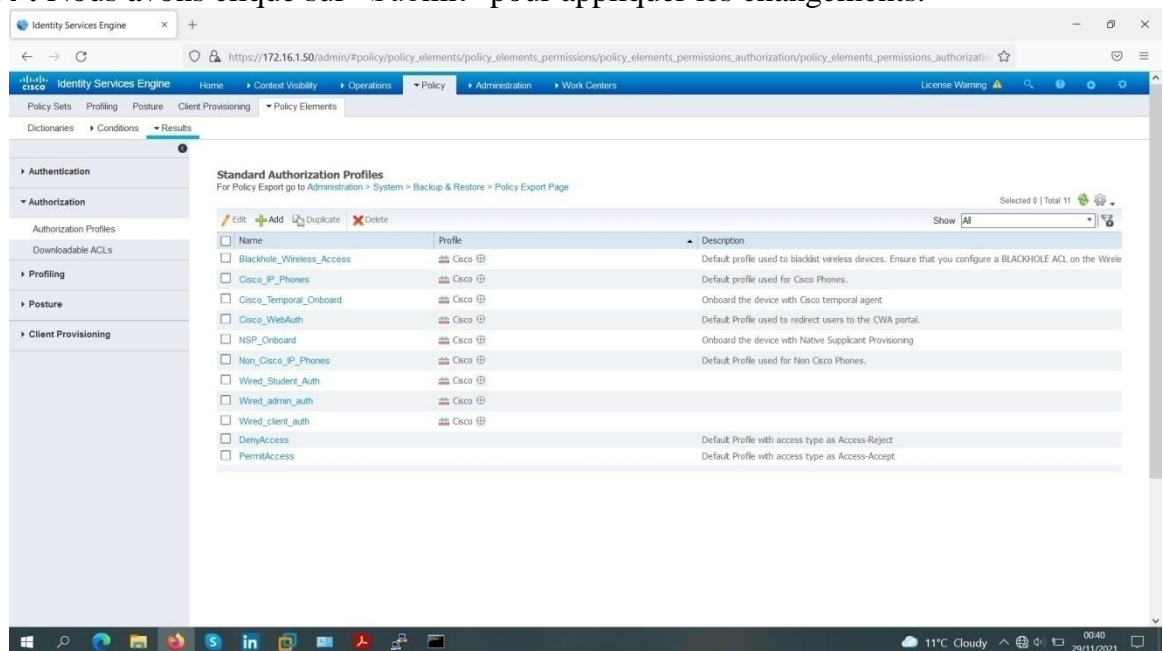 Nous avons cliqué sur "Submit" pour appliquer les changements.
Identity Services Engine × +
https://172.16.1.50/admin/#policy/policy_elements/policy_elements_permissions/policy_elements_permissions_authorization/policy_elements_permissions_authorizatio
cisco Identity Services Engine Home Context Visibility Operations Policy Administration Work Centers License Warning
Policy Sets Profiling Posture Client Provisioning Policy Elements
Dictionaries Conditions Results
Authentication
Authorization
Authorization Profiles
Downloadable ACLs
Profiling
Posture
Client Provisioning
Standard Authorization Profiles
For Policy Export go to Administration > System > Backup & Restore > Policy Export Page
Selected 0 | Total 11
Edit Add Duplicate Delete Show All
Name Profile Description
Blackhole_Wireless_Access Cisco Default profile used to blacklist wireless devices. Ensure that you configure a BLACKHOLE ACL on the Wirele
Cisco_IP_Phones Cisco Default profile used for Cisco Phones.
Cisco_Temporal_Onboard Cisco Onboard the device with Cisco temporal agent
Cisco_WebAuth Cisco Default Profile used to redirect users to the CWA portal.
NSP_Onboard Cisco Onboard the device with Native Supplicant Provisioning
Non_Cisco_IP_Phones Cisco Default Profile used for Non Cisco Phones.
Wired_Student_Auth Cisco
Wired_admin_auth Cisco
Wired_client_auth Cisco
DenyAccess Default Profile with access type as Access-Reject
PermitAccess Default Profile with access type as Access-Accept
11°C Cloudy 00:40
29/11/2021